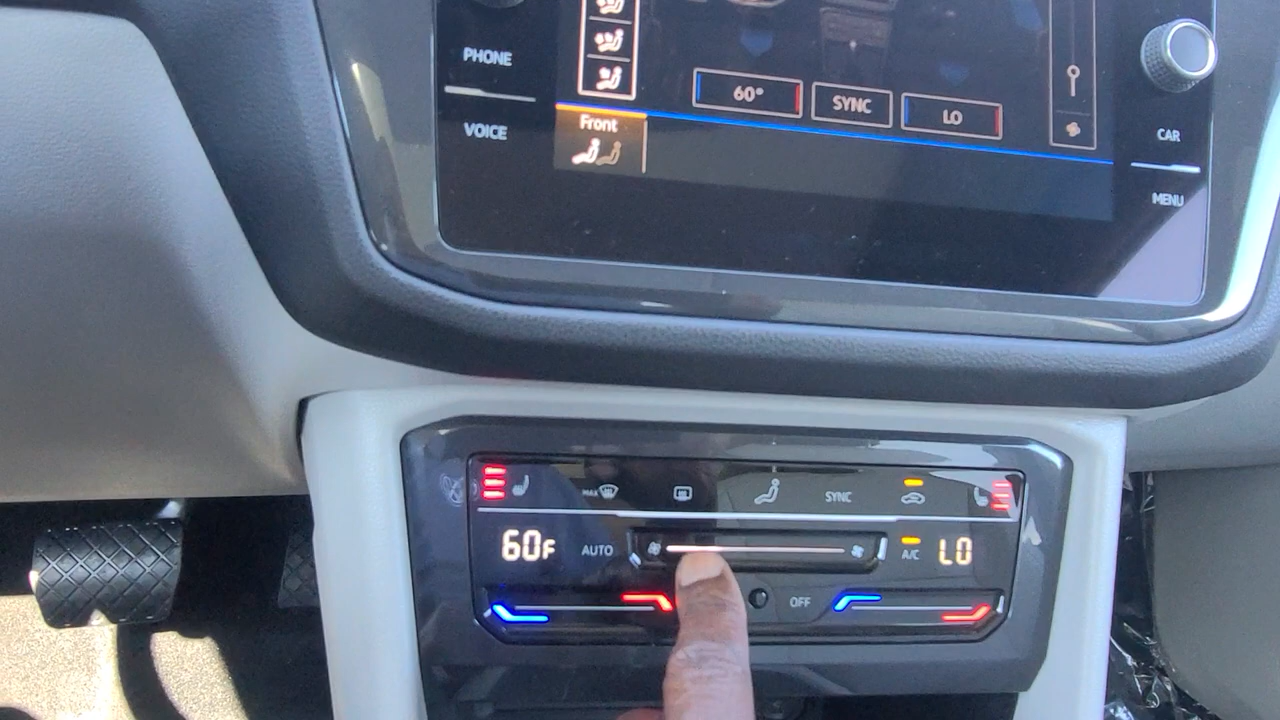 PHONE
VOICE
60°
SYNC
LO
Front
CAR
MENU
MAX
SYNC
60F
AUTO
A/C
LO
OFF